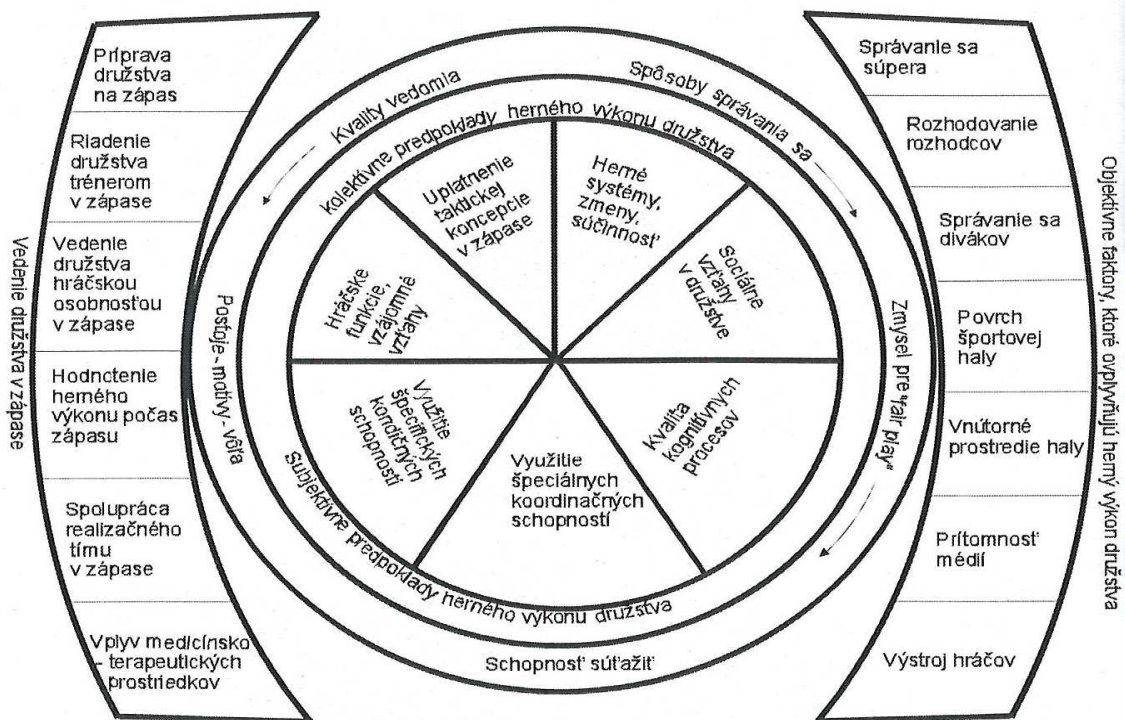 Vedenie družstva v zápase
Príprava
družstva
na zápas
Riadenie
družstva
trénerom
v zápase
Vedenie
družstva
hráčskou
osobnosťou
v zápase
Hodnotenie
herného
výkonu počas
zápasu
Spolupráca
realizačného
tímu
v zápase
Vplyv medicínsko
- terapeutických
prostriedkov
Kvality vedomia
Spôsoby správania sa
Zmysel pre "fair play"
Schopnosť súťažiť
Postoje - motívy - vôľa
Kolektívne predpoklady herného výkonu družstva
Subjektívne predpoklady herného výkonu družstva
Uplatnenie
taktickej
koncepcie
v zápase
Herné
systémy,
zmeny,
súčinnosť
Sociálne
vzťahy
v družstve
Kvalita
kognitívnych
procesov
Využitie
špeciálnych
koordinačných
schopností
Využitie
špecifických
kondičných
schopností
Hráčske
funkcie,
vzájomné
vzťahy
Správanie sa
súpera
Rozhodovanie
rozhodcov
Správanie sa
divákov
Povrch
športovej
haly
Vnútorné
prostredie haly
Prítomnosť
médií
Výstroj hráčov
Objektívne faktory, ktoré ovplyvňujú herný výkon družstva